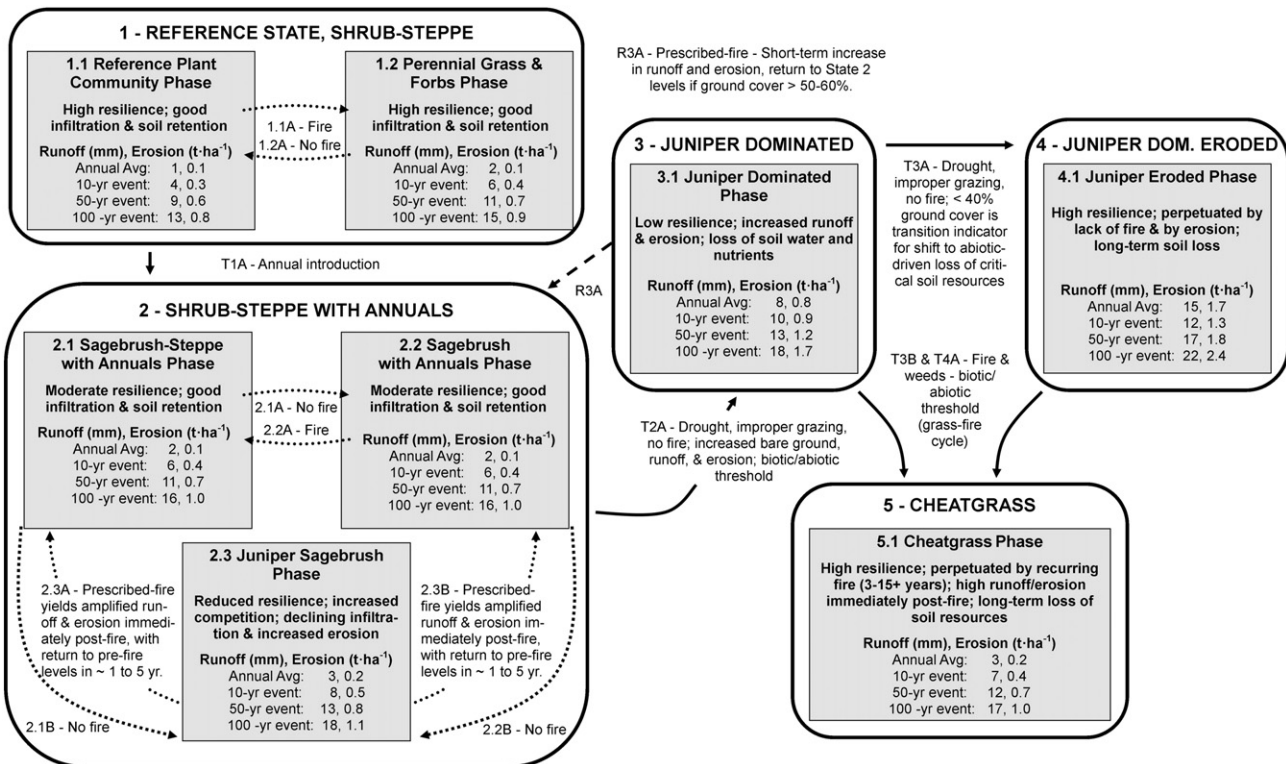 1 - REFERENCE STATE, SHRUB-STEPPE
1.1 Reference Plant
Community Phase
High resilience; good
infiltration & soil retention
Runoff (mm), Erosion (t·ha⁻¹)
Annual Avg: 1, 0.1
10-yr event: 4, 0.3
50-yr event: 9, 0.6
100 -yr event: 13, 0.8
1.1A - Fire
1.2A - No fire
1.2 Perennial Grass &
Forbs Phase
High resilience; good
infiltration & soil retention
Runoff (mm), Erosion (t·ha⁻¹)
Annual Avg: 2, 0.1
10-yr event: 6, 0.4
50-yr event: 11, 0.7
100 -yr event: 15, 0.9
T1A - Annual introduction
R3A - Prescribed-fire - Short-term increase
in runoff and erosion, return to State 2
levels if ground cover > 50-60%.
R3A
2 - SHRUB-STEPPE WITH ANNUALS
2.1 Sagebrush-Steppe
with Annuals Phase
Moderate resilience; good
infiltration & soil retention
Runoff (mm), Erosion (t·ha⁻¹)
Annual Avg: 2, 0.1
10-yr event: 6, 0.4
50-yr event: 11, 0.7
100 -yr event: 16, 1.0
2.1A - No fire
2.2A - Fire
2.2 Sagebrush
with Annuals Phase
Moderate resilience; good
infiltration & soil retention
Runoff (mm), Erosion (t·ha⁻¹)
Annual Avg: 2, 0.1
10-yr event: 6, 0.4
50-yr event: 11, 0.7
100 -yr event: 16, 1.0
2.3A - Prescribed-fire
yields amplified run-
off & erosion immedi-
ately post-fire, with
return to pre-fire
levels in ~ 1 to 5 yr.
2.3 Juniper Sagebrush
Phase
Reduced resilience; increased
competition; declining infiltra-
tion & increased erosion
Runoff (mm), Erosion (t·ha⁻¹)
Annual Avg: 3, 0.2
10-yr event: 8, 0.5
50-yr event: 13, 0.8
100 -yr event: 18, 1.1
2.3B - Prescribed-
fire yields amplified
runoff & erosion im-
mediately post-fire,
with return to pre-fire
levels in ~ 1 to 5 yr.
2.1B - No fire
2.2B - No fire
T2A - Drought, improper grazing,
no fire; increased bare ground,
runoff, & erosion; biotic/abiotic
threshold
3 - JUNIPER DOMINATED
3.1 Juniper Dominated
Phase
Low resilience; increased runoff
& erosion; loss of soil water and
nutrients
Runoff (mm), Erosion (t·ha⁻¹)
Annual Avg: 8, 0.8
10-yr event: 10, 0.9
50-yr event: 13, 1.2
100 -yr event: 18, 1.7
T3A - Drought,
improper grazing,
no fire; < 40%
ground cover is
transition indicator
for shift to abiotic-
driven loss of criti-
cal soil resources
4 - JUNIPER DOM. ERODED
4.1 Juniper Eroded Phase
High resilience; perpetuated by
lack of fire & by erosion;
long-term soil loss
Runoff (mm), Erosion (t·ha⁻¹)
Annual Avg: 15, 1.7
10-yr event: 12, 1.3
50-yr event: 17, 1.8
100 -yr event: 22, 2.4
T3B & T4A - Fire &
weeds - biotic/
abiotic
threshold
(grass-fire
cycle)
5 - CHEATGRASS
5.1 Cheatgrass Phase
High resilience; perpetuated by recurring
fire (3-15+ years); high runoff/erosion
immediately post-fire; long-term loss of
soil resources
Runoff (mm), Erosion (t·ha⁻¹)
Annual Avg: 3, 0.2
10-yr event: 7, 0.4
50-yr event: 12, 0.7
100 -yr event: 17, 1.0